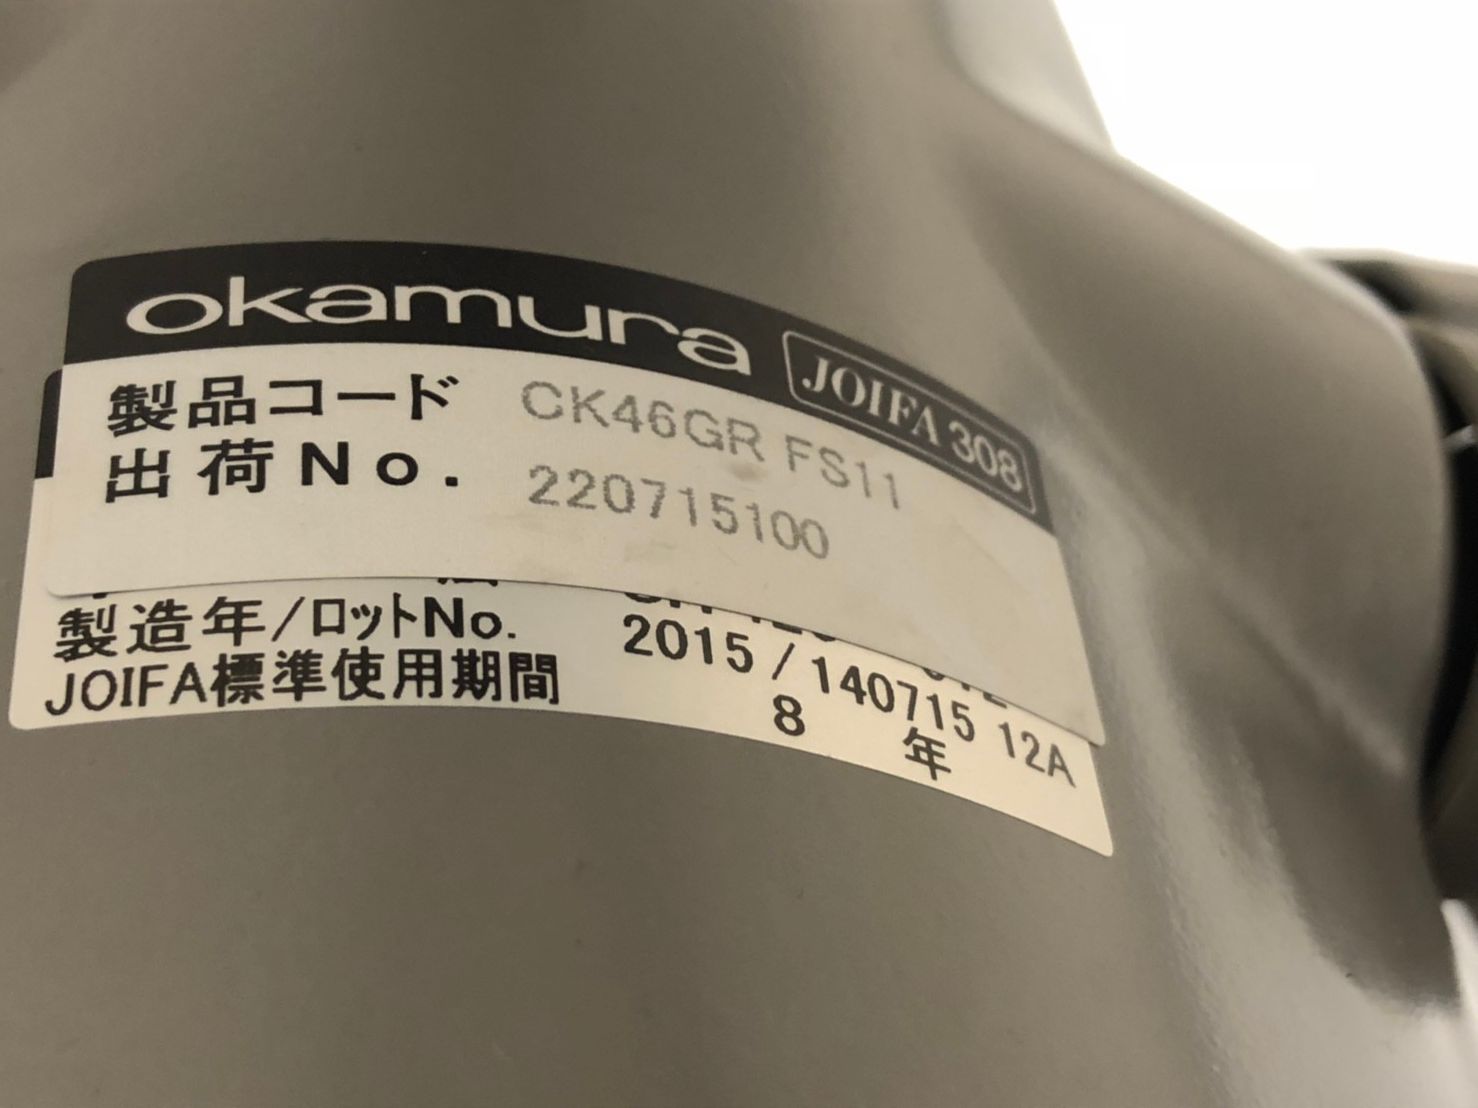 okamura JOIFA 308
製品コード CK46GR FS11
出荷No. 220715100
製造年/ロットNo. 2015/140715 12A
JOIFA標準使用期間 8 年